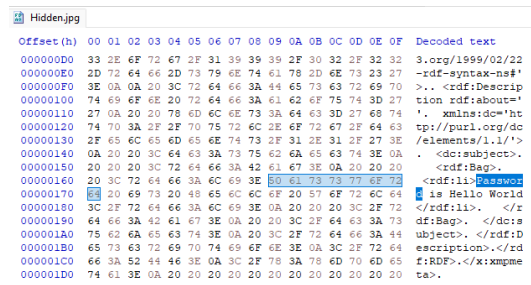 Hidden.jpg
Offset(h) 00 01 02 03 04 05 06 07 08 09 0A 0B 0C 0D 0E 0F Decoded text
000000D0 33 2E 6F 72 67 2F 31 39 39 39 2F 30 32 2F 32 32 3.org/1999/02/22
000000E0 2D 72 64 66 2D 73 79 6E 74 61 78 2D 6E 73 23 27 -rdf-syntax-ns#'
000000F0 3E 0A 0A 20 3C 72 64 66 3A 44 65 73 63 72 69 70 >.. <rdf:Descrip
00000100 74 69 6F 6E 20 72 64 66 3A 61 62 6F 75 74 3D 27 tion rdf:about='
00000110 27 0A 20 20 78 6D 6C 6E 73 3A 64 63 3D 27 68 74 '.  xmlns:dc='ht
00000120 74 70 3A 2F 2F 70 75 72 6C 2E 6F 72 67 2F 64 63 tp://purl.org/dc
00000130 2F 65 6C 65 6D 65 6E 74 73 2F 31 2E 31 2F 27 3E /elements/1.1/'>
00000140 0A 20 20 3C 64 63 3A 73 75 62 6A 65 63 74 3E 0A .  <dc:subject>.
00000150 20 20 20 3C 72 64 66 3A 42 61 67 3E 0A 20 20 20    <rdf:Bag>.
00000160 20 3C 72 64 66 3A 6C 69 3E 50 61 73 73 77 6F 72  <rdf:li>Passwor
00000170 64 20 69 73 20 48 65 6C 6C 6F 20 57 6F 72 6C 64 d is Hello World
00000180 3C 2F 72 64 66 3A 6C 69 3E 0A 20 20 20 3C 2F 72 </rdf:li>.   </r
00000190 64 66 3A 42 61 67 3E 0A 20 20 3C 2F 64 63 3A 73 df:Bag>.  </dc:s
000001A0 75 62 6A 65 63 74 3E 0A 20 3C 2F 72 64 66 3A 44 ubject>. </rdf:D
000001B0 65 73 63 72 69 70 74 69 6F 6E 3E 0A 3C 2F 72 64 escription>.</rd
000001C0 66 3A 52 44 46 3E 0A 3C 2F 78 3A 78 6D 70 6D 65 f:RDF>.</x:xmpme
000001D0 74 61 3E 0A 20 20 20 20 20 20 20 20 20 20 20 20 ta>.